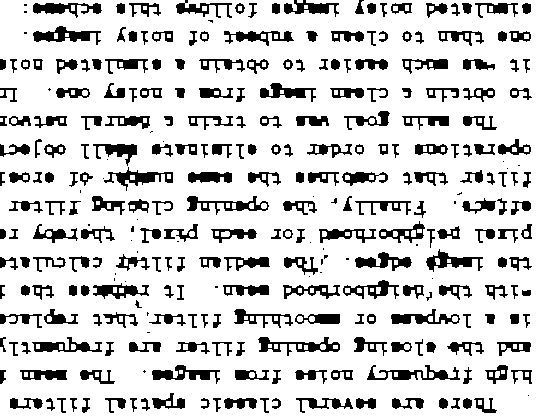 There are several classic spatial filters
high frequency noise from images. The mean
and the closing opening filter are frequently
is a lowpass or smoothing filter that replace
with the neighborhood mean. It reduces the
the image edges. The median filter calculate
pixel neighborhood for each pixel, thereby re
effects. Finally, the opening closing filter
filter that combines the same number of erosi
operations in order to eliminate small object
The main goal was to train a neural networ
to obtain a clean image from a noisy one. In
it was much easier to obtain a simulated nois
one than to clean a subset of noisy images.
simulated noisy images follows this scheme: